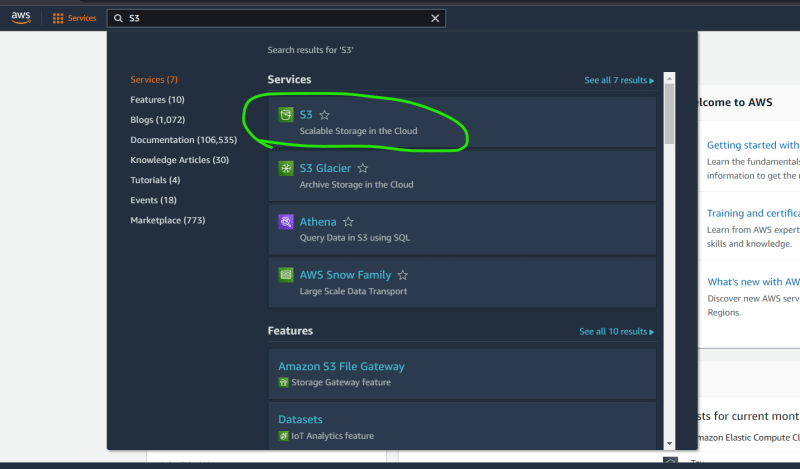 aws
Services
S3
Search results for 'S3'
Services (7)
Features (10)
Blogs (1,072)
Documentation (106,535)
Knowledge Articles (30)
Tutorials (4)
Events (18)
Marketplace (773)
Services
See all 7 results
S3
Scalable Storage in the Cloud
S3 Glacier
Archive Storage in the Cloud
Athena
Query Data in S3 using SQL
AWS Snow Family
Large Scale Data Transport
Features
See all 10 results
Amazon S3 File Gateway
Storage Gateway feature
Datasets
IoT Analytics feature
elcome to AWS
Getting started with
Learn the fundamentals
information to get the
Training and certifica
Learn from AWS expert
skills and knowledge.
What's new with AW
Discover new AWS serv
Regions.
sts for current mont
mazon Elastic Compute Cl